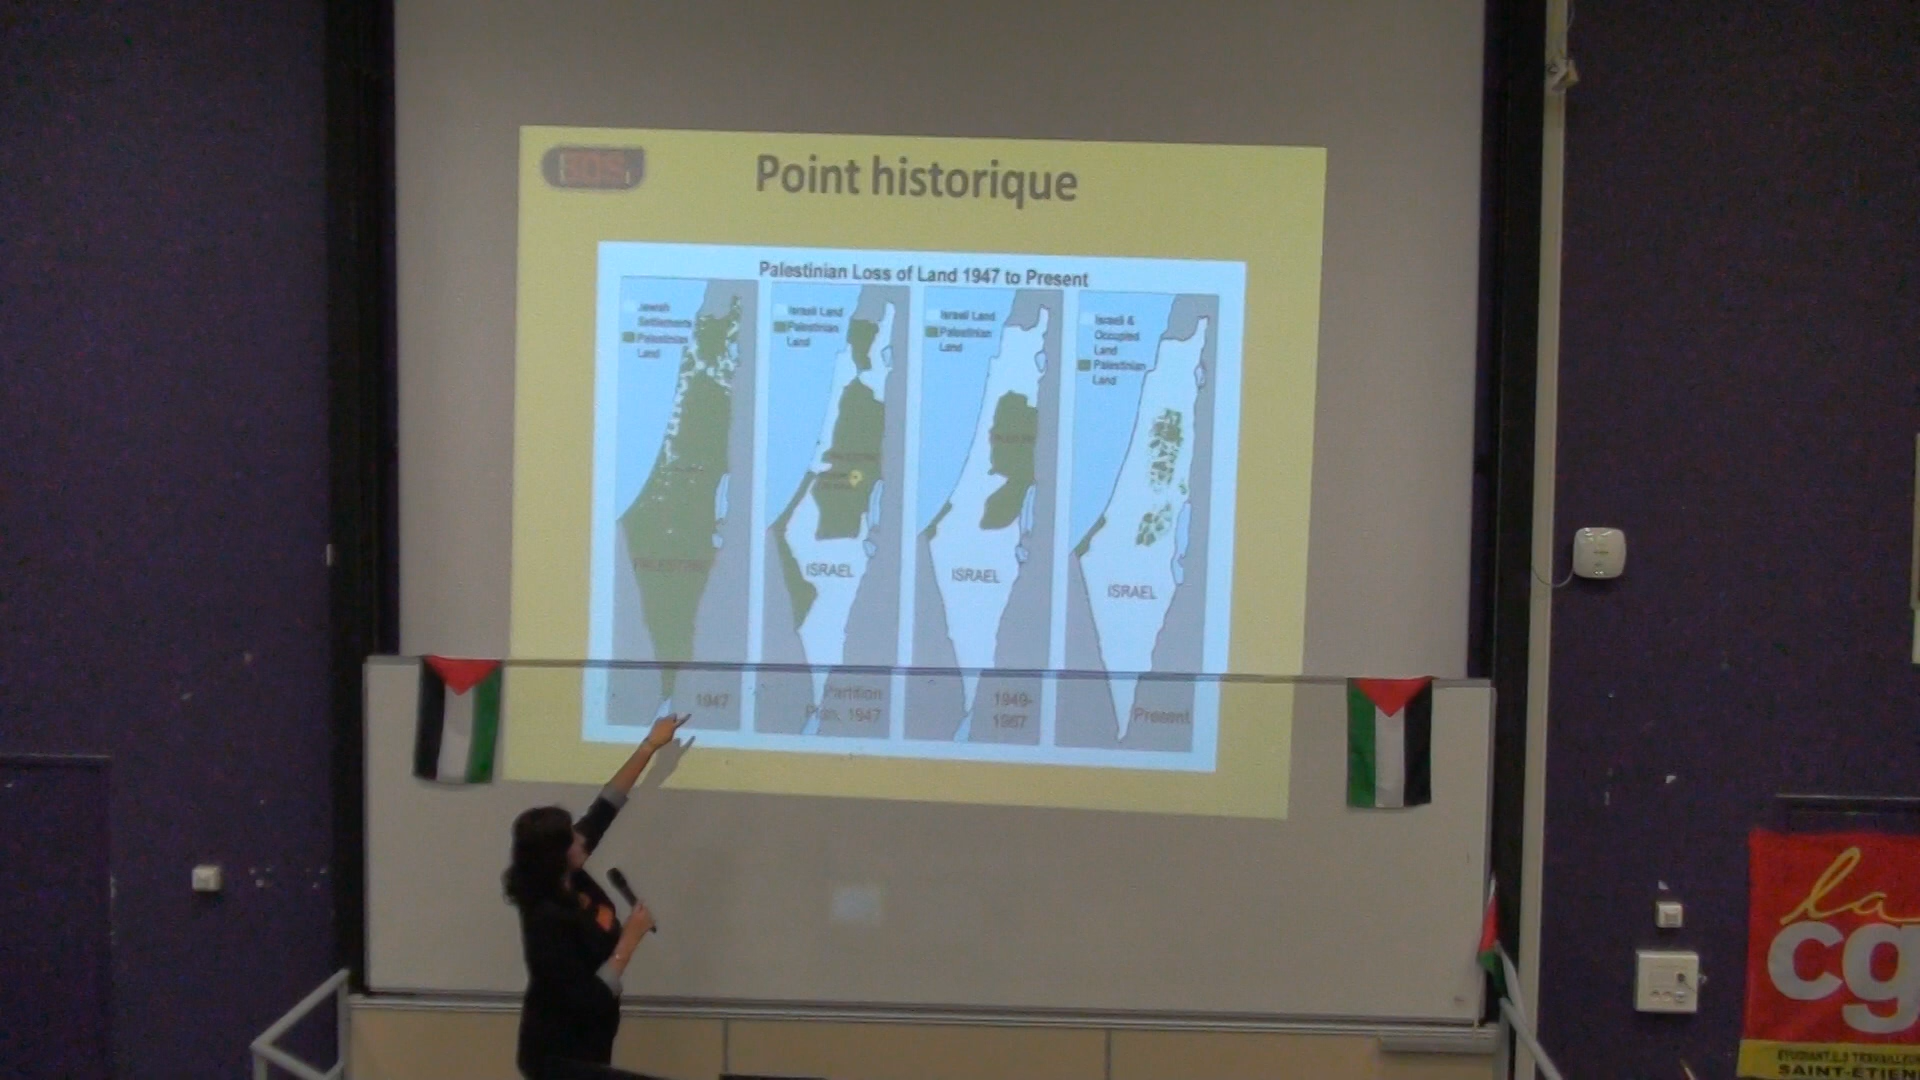 BDS
Point historique
Palestinian Loss of Land 1947 to Present
Jewish
Settlements
Palestinian
Land
PALESTINE
1947
Israeli Land
Palestinian
Land
ISRAEL
Partition
Plan, 1947
Israeli Land
Palestinian
Land
ISRAEL
1949-
1967
Israeli &
Occupied
Land
Palestinian
Land
ISRAEL
Present
la
cg
SAINT-ETIEN